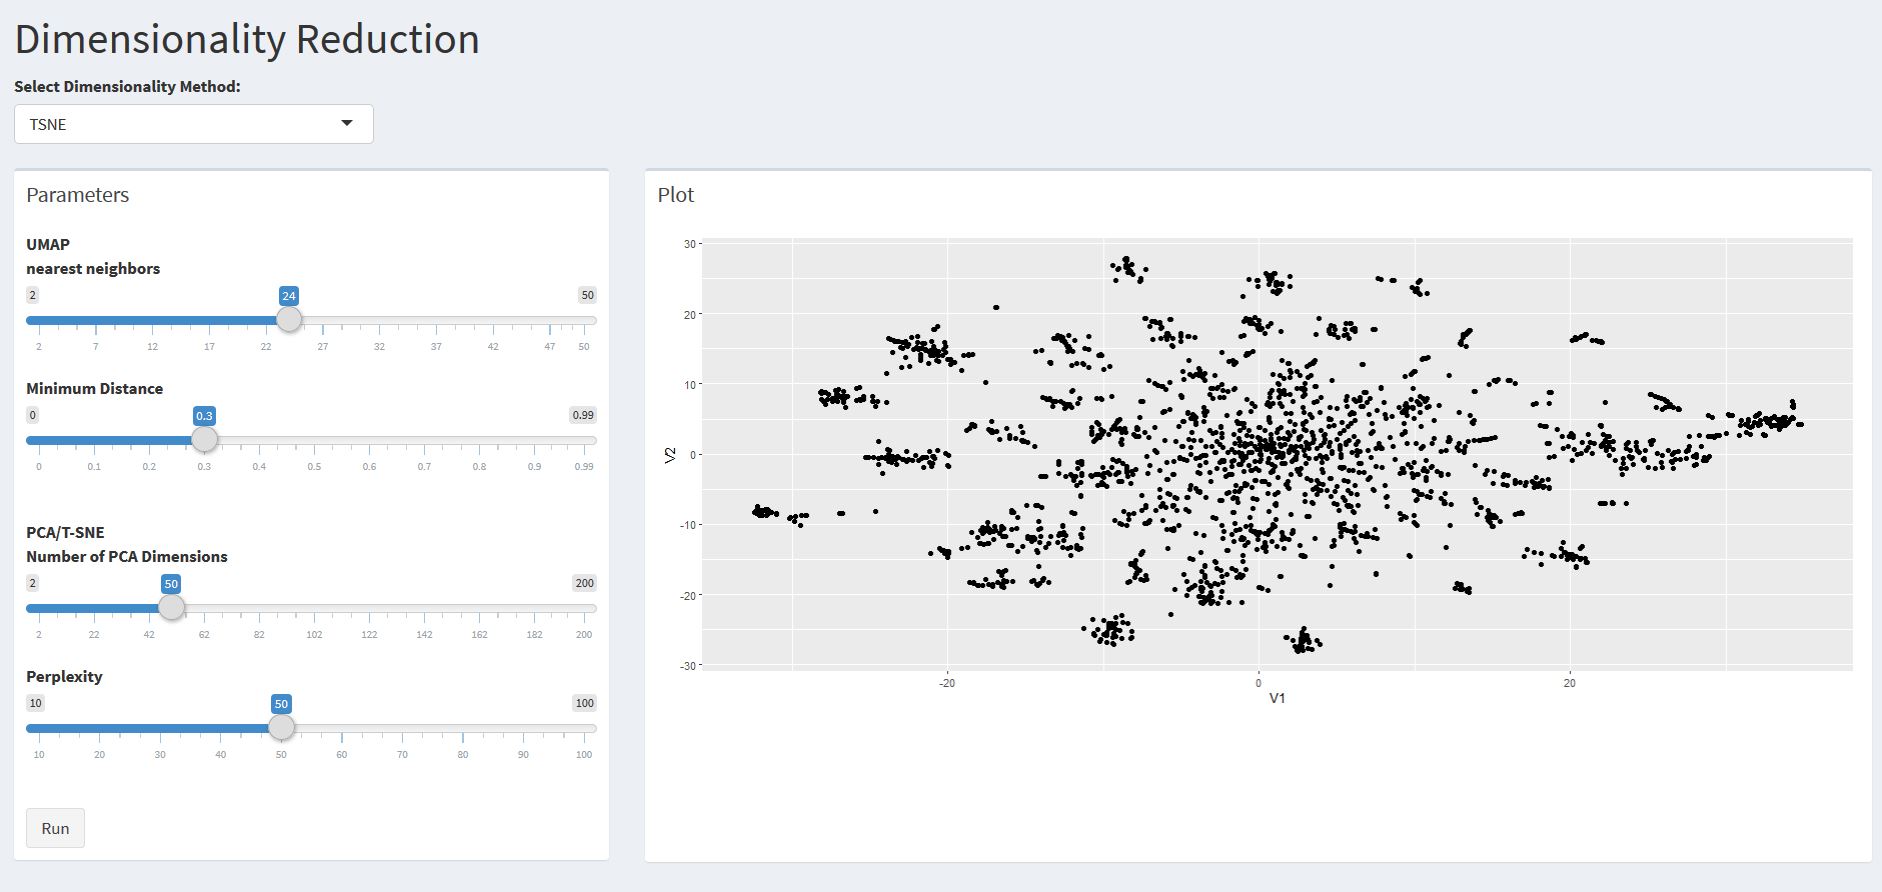 Dimensionality Reduction
Select Dimensionality Method:
TSNE
Parameters
UMAP
nearest neighbors
2 24 50
2 7 12 17 22 27 32 37 42 47 50
Minimum Distance
0 0.3 0.99
0 0.1 0.2 0.3 0.4 0.5 0.6 0.7 0.8 0.9 0.99
PCA/T-SNE
Number of PCA Dimensions
2 50 200
2 22 42 62 82 102 122 142 162 182 200
Perplexity
10 50 100
10 20 30 40 50 60 70 80 90 100
Run
Plot
30
20
10
0
-10
-20
-30
V2
-20 0 20
V1